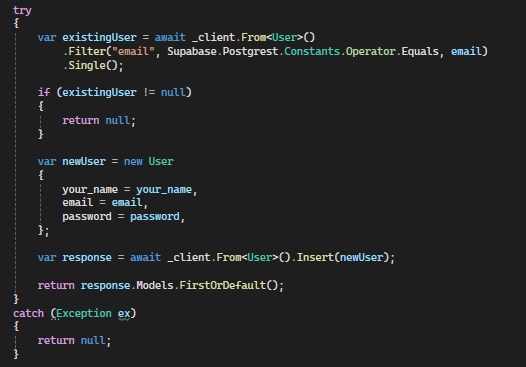 try
{
    var existingUser = await _client.From<User>()
        .Filter("email", Supabase.Postgrest.Constants.Operator.Equals, email)
        .Single();

    if (existingUser != null)
    {
        return null;
    }

    var newUser = new User
    {
        your_name = your_name,
        email = email,
        password = password,
    };

    var response = await _client.From<User>().Insert(newUser);

    return response.Models.FirstOrDefault();
}
catch (Exception ex)
{
    return null;
}